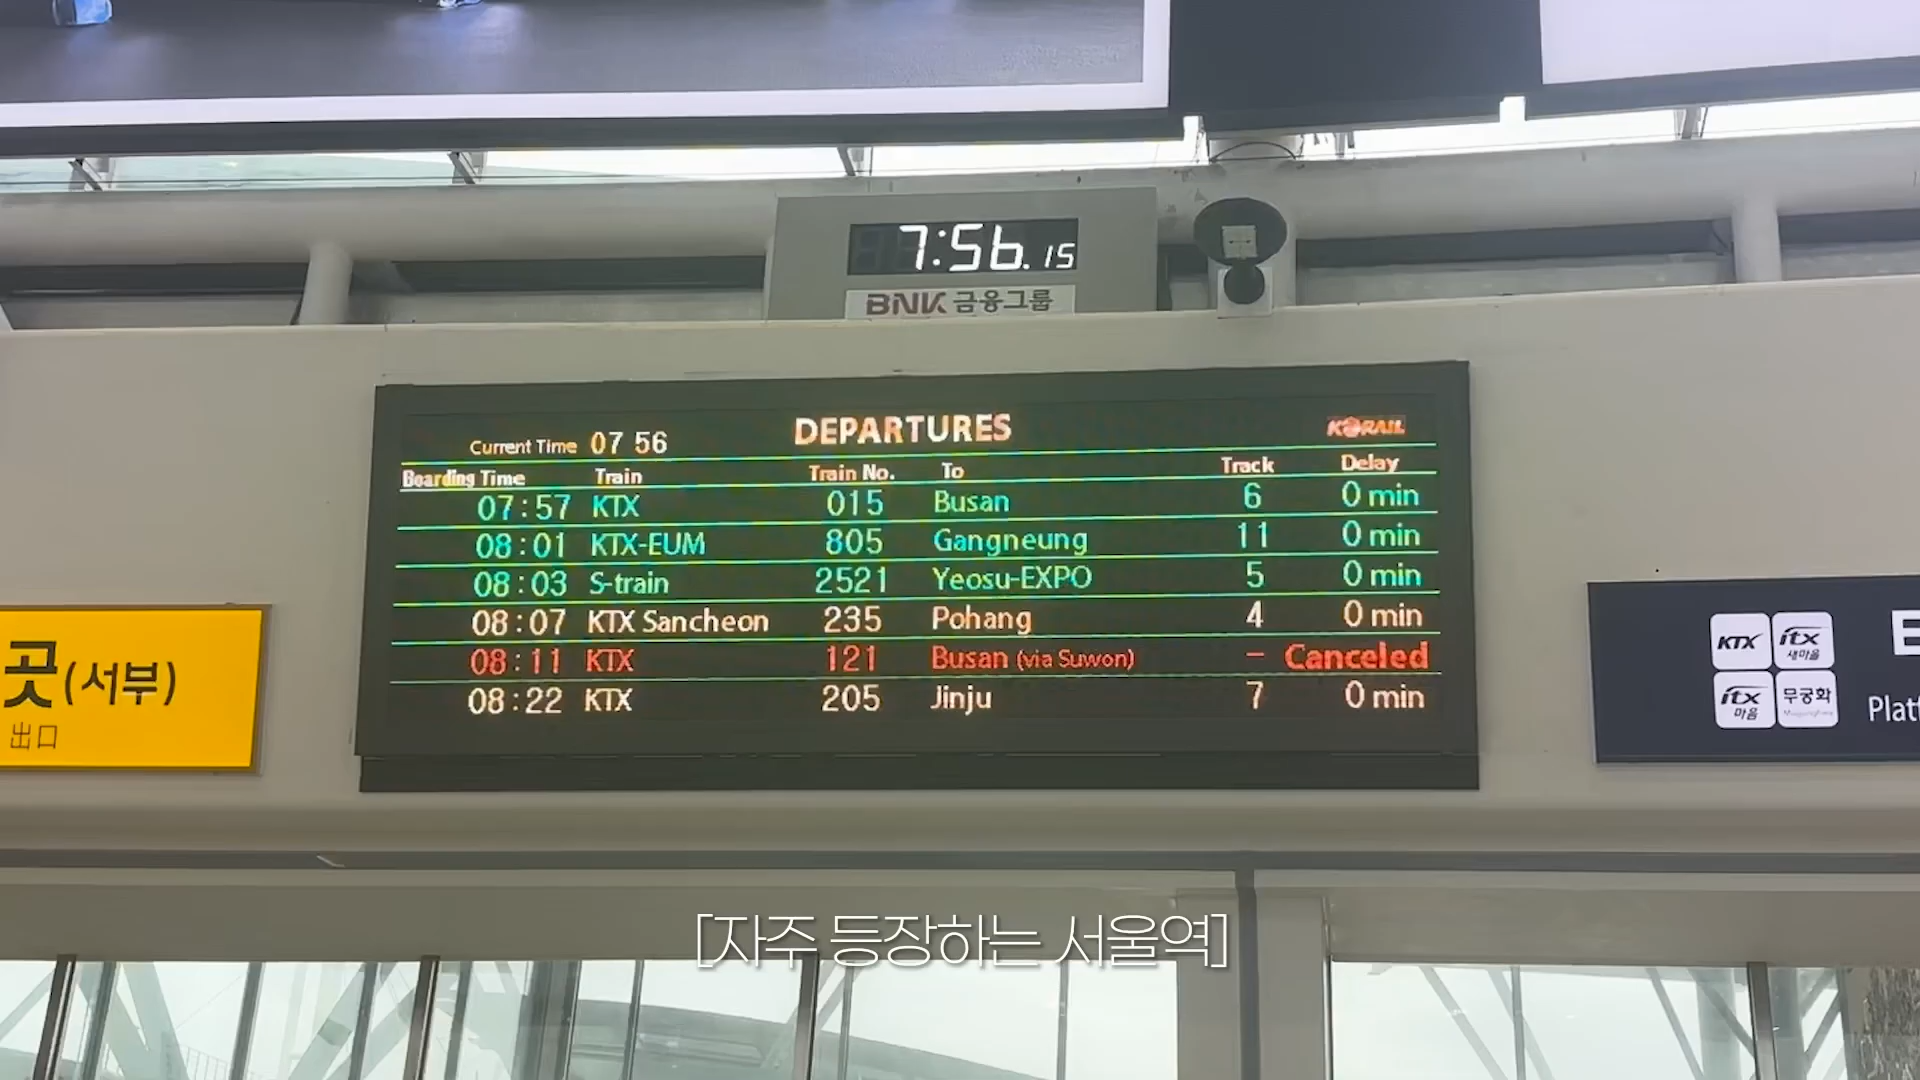 7:56.15
BNK 금융그룹
DEPARTURES
Current Time 07 56
KORAIL
Boarding Time Train Train No. To Track Delay
07:57 KTX 015 Busan 6 0 min
08:01 KTX-EUM 805 Gangneung 11 0 min
08:03 S-train 2521 Yeosu-EXPO 5 0 min
08:07 KTX Sancheon 235 Pohang 4 0 min
08:11 KTX 121 Busan (via Suwon) - Canceled
08:22 KTX 205 Jinju 7 0 min
곳(서부)
出口
KTX itx 새마을
itx 마음 무궁화
Platf
[자주 등장하는 서울역]